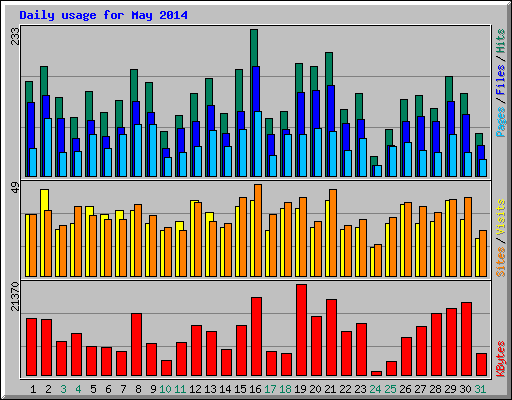 Daily usage for May 2014
233
Pages / Files / Hits
49
Sites / Visits
21370
KBytes
1 2 3 4 5 6 7 8 9 10 11 12 13 14 15 16 17 18 19 20 21 22 23 24 25 26 27 28 29 30 31